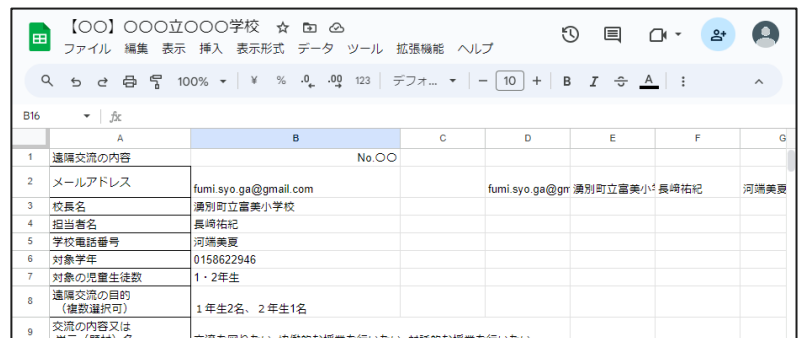 【〇〇】〇〇〇立〇〇〇学校
ファイル 編集 表示 挿入 表示形式 データ ツール 拡張機能 ヘルプ
100% ¥ % .0 .00 123 デフォ... − 10 + B I S A
B16 fx
A B C D E F G
1 遠隔交流の内容 No.〇〇
2 メールアドレス fumi.syo.ga@gmail.com fumi.syo.ga@gm 湧別町立富美小 長崎祐紀 河端美
3 校長名 湧別町立富美小学校
4 担当者名 長崎祐紀
5 学校電話番号 河端美夏
6 対象学年 0158622946
7 対象の児童生徒数 1・2年生
8 遠隔交流の目的
（複数選択可） 1年生2名、2年生1名
9 交流の内容又は